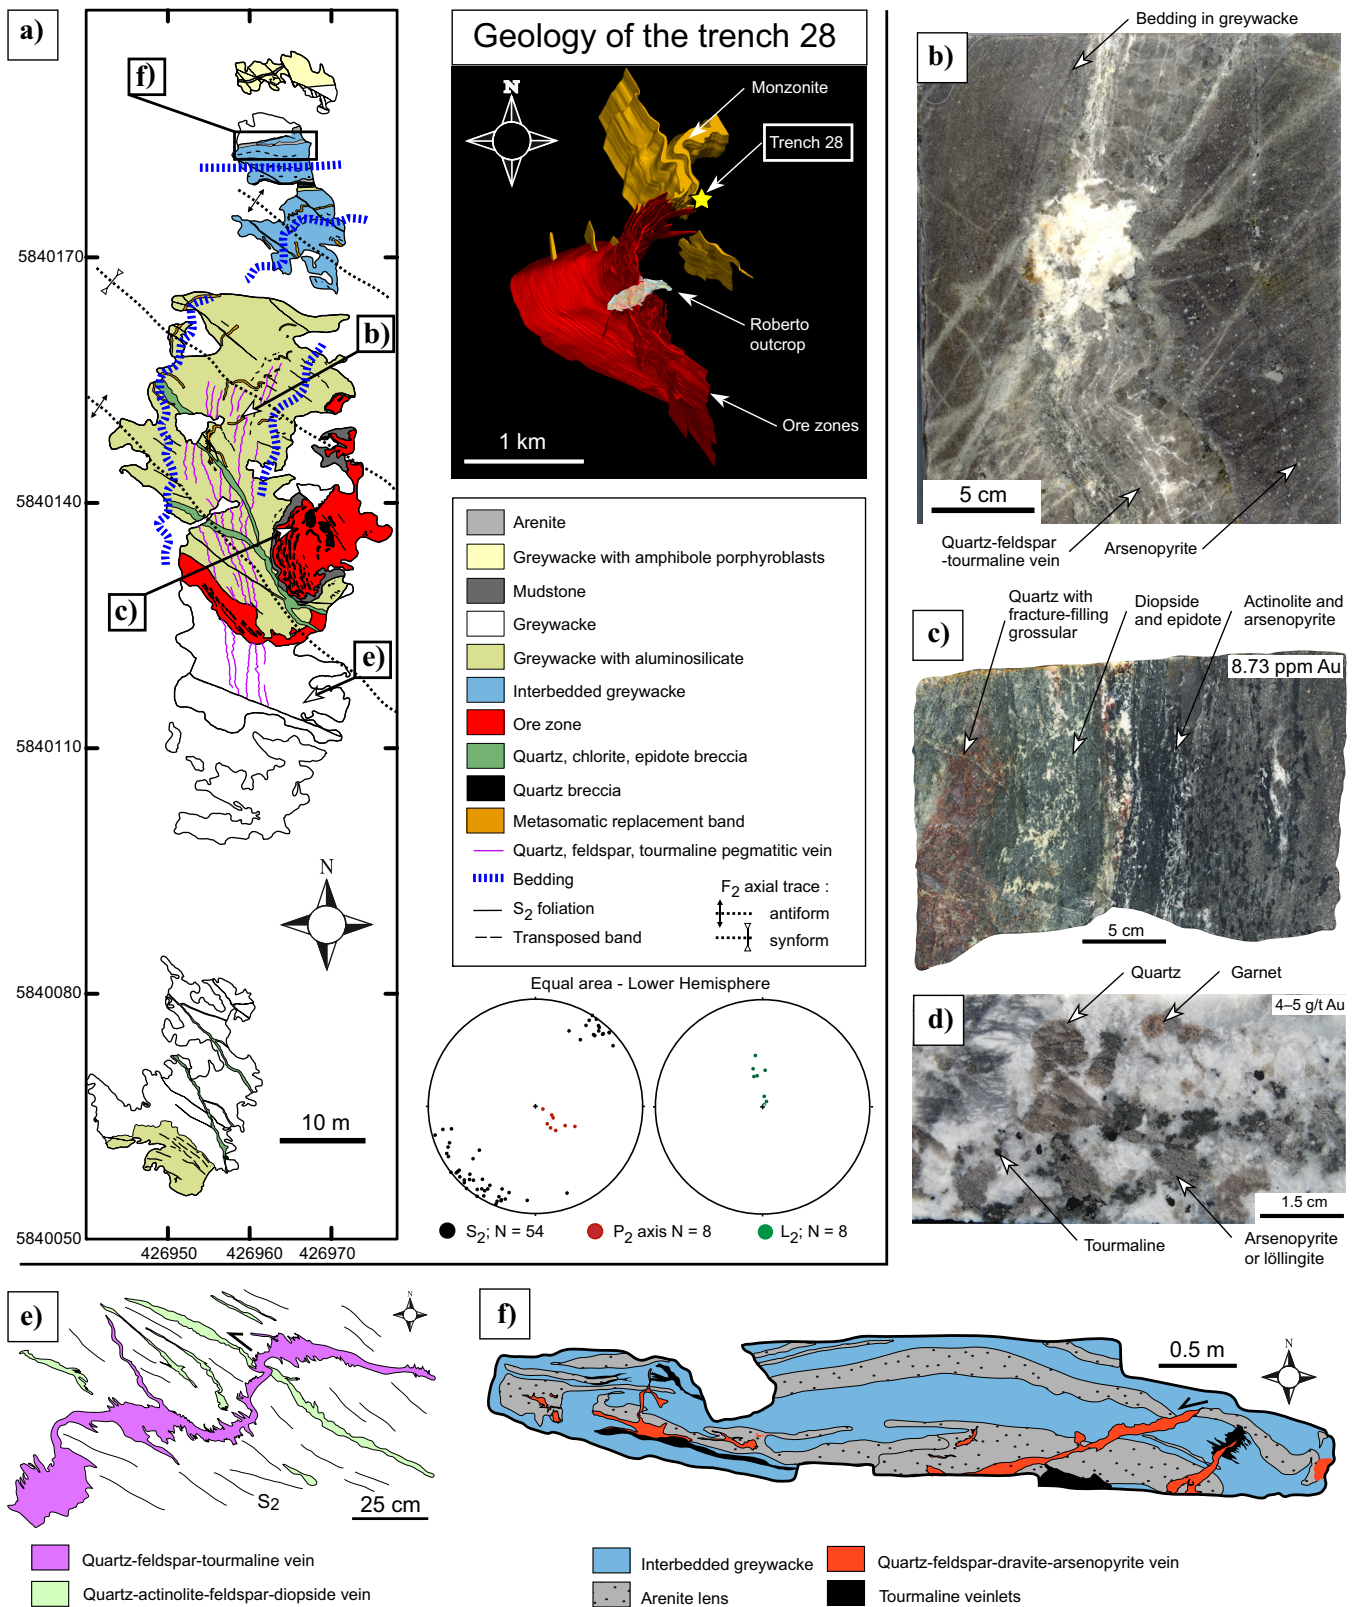 a)
f)
5840170
b)
5840140
c)
e)
5840110
N
5840080
10 m
5840050
426950
426960
426970
Geology of the trench 28
N
Monzonite
Trench 28
Roberto
outcrop
Ore zones
1 km
Arenite
Greywacke with amphibole porphyroblasts
Mudstone
Greywacke
Greywacke with aluminosilicate
Interbedded greywacke
Ore zone
Quartz, chlorite, epidote breccia
Quartz breccia
Metasomatic replacement band
Quartz, feldspar, tourmaline pegmatitic vein
Bedding
S2 foliation
Transposed band
F2 axial trace :
antiform
synform
Equal area - Lower Hemisphere
S2; N = 54
P2 axis N = 8
L2; N = 8
b)
Bedding in greywacke
5 cm
Quartz-feldspar
-tourmaline vein
Arsenopyrite
c)
Quartz with
fracture-filling
grossular
Diopside
and epidote
Actinolite and
arsenopyrite
8.73 ppm Au
5 cm
d)
Quartz
Garnet
4–5 g/t Au
1.5 cm
Tourmaline
Arsenopyrite
or löllingite
e)
N
S2
25 cm
Quartz-feldspar-tourmaline vein
Quartz-actinolite-feldspar-diopside vein
f)
0.5 m
N
Interbedded greywacke
Arenite lens
Quartz-feldspar-dravite-arsenopyrite vein
Tourmaline veinlets